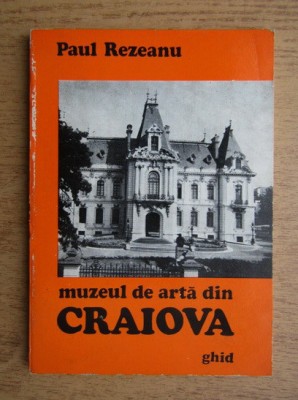 Paul Rezeanu
muzeul de artă din
CRAIOVA
ghid